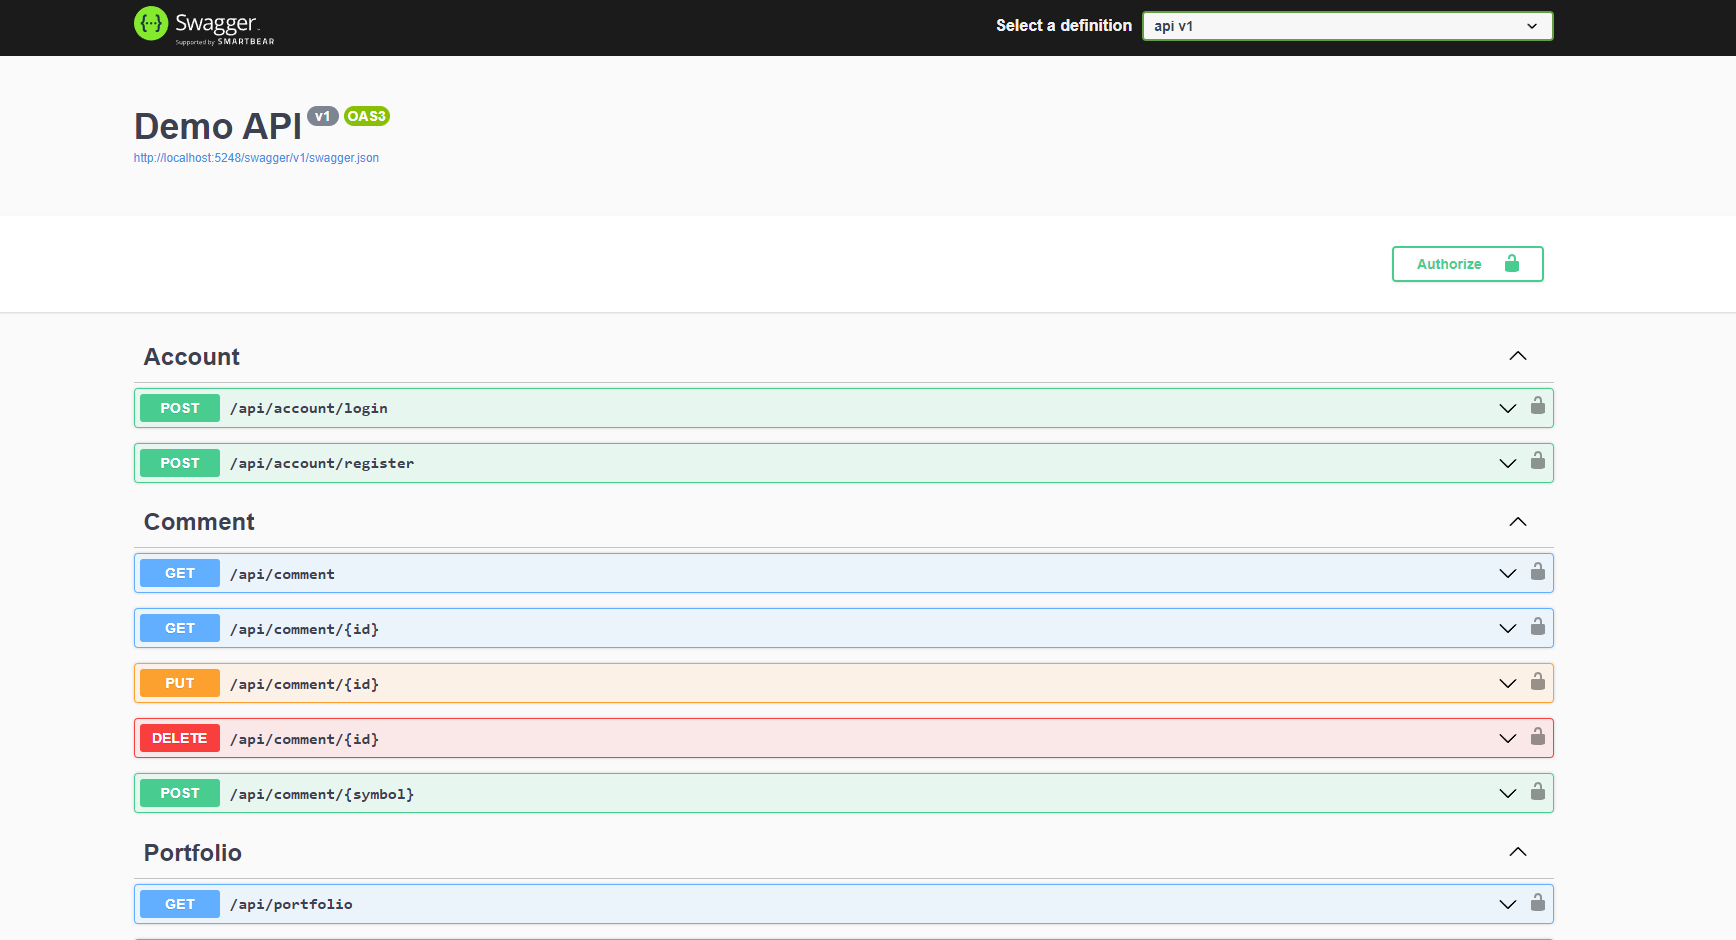 Swagger
Supported by SMARTBEAR
Select a definition
api v1
Demo API v1 OAS3
http://localhost:5248/swagger/v1/swagger.json
Authorize
Account
POST /api/account/login
POST /api/account/register
Comment
GET /api/comment
GET /api/comment/{id}
PUT /api/comment/{id}
DELETE /api/comment/{id}
POST /api/comment/{symbol}
Portfolio
GET /api/portfolio